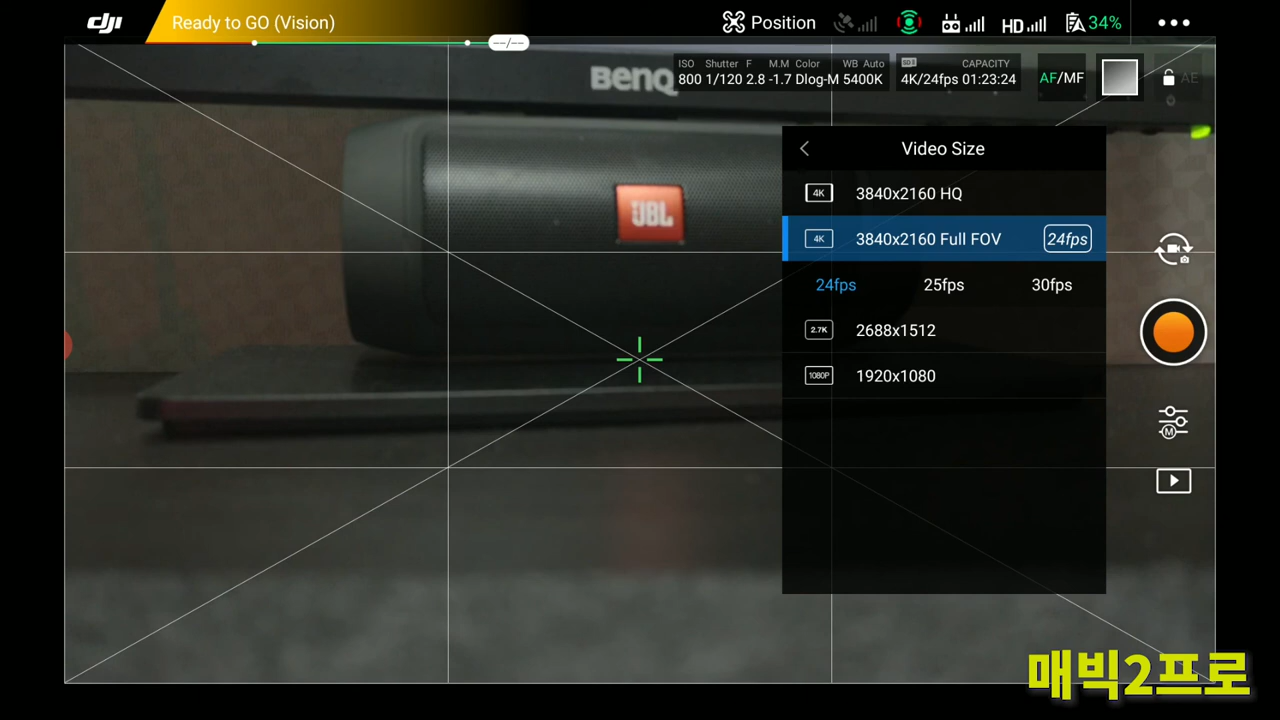 dji Ready to GO (Vision) Position HD 34%
--/--
ISO Shutter F M.M Color WB Auto SD CAPACITY
800 1/120 2.8 -1.7 Dlog-M 5400K 4K/24fps 01:23:24 AF/MF AE
BenQ
JBL
Video Size
4K 3840x2160 HQ
4K 3840x2160 Full FOV 24fps
24fps 25fps 30fps
2.7K 2688x1512
1080P 1920x1080
M
매빅2프로